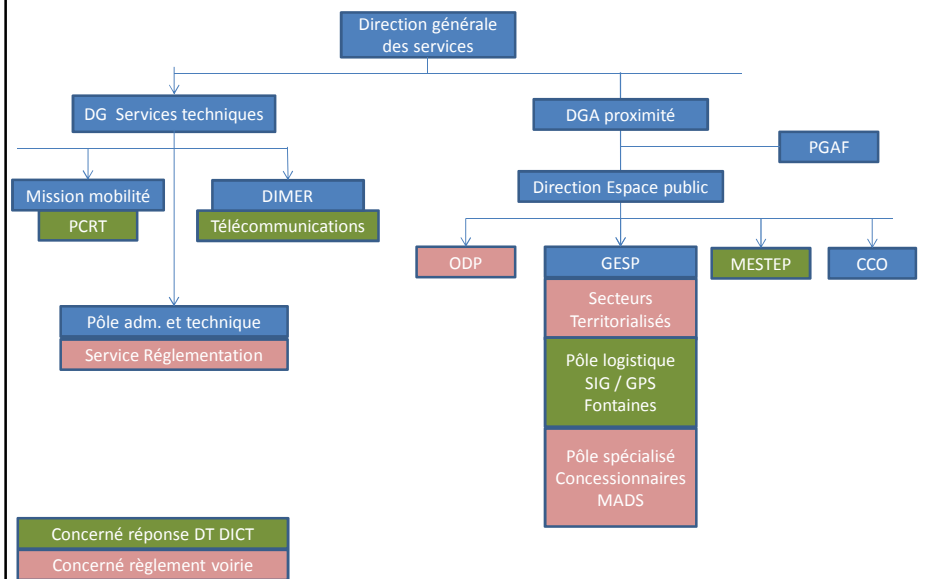 Direction générale
des services
DG Services techniques
DGA proximité
PGAF
Mission mobilité
DIMER
Direction Espace public
PCRT
Télécommunications
ODP
GESP
MESTEP
CCO
Secteurs
Territorialisés
Pôle adm. et technique
Service Réglementation
Pôle logistique
SIG / GPS
Fontaines
Pôle spécialisé
Concessionnaires
MADS
Concerné réponse DT DICT
Concerné règlement voirie